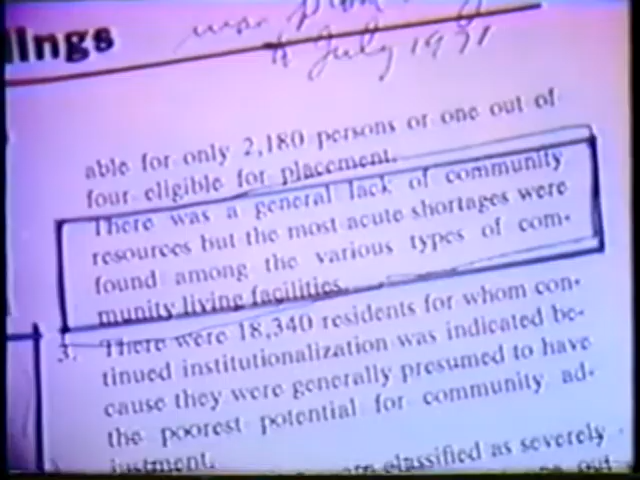 lings
July 1971
able for only 2,180 persons or one out of
four eligible for placement.
There was a general lack of community
resources but the most acute shortages were
found among the various types of com-
munity living facilities.
3. There were 18,340 residents for whom con-
tinued institutionalization was indicated be-
cause they were generally presumed to have
the poorest potential for community ad-
justment.
classified as severely